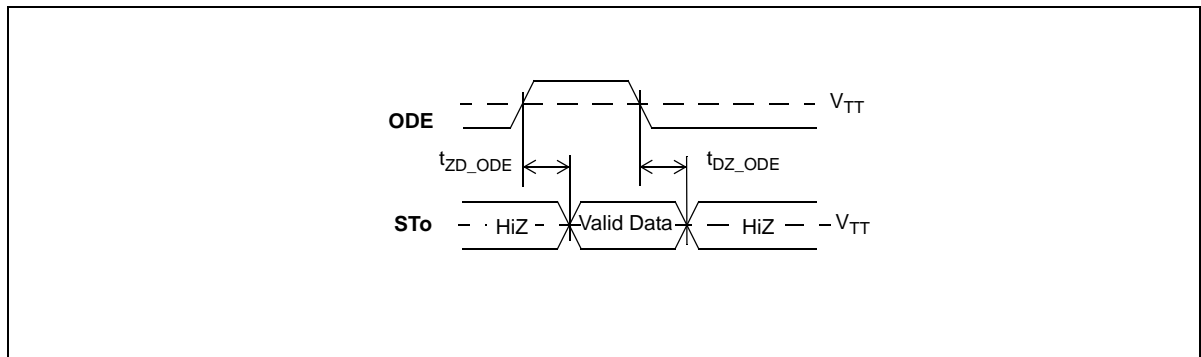 V_TT
ODE
t_ZD_ODE
t_DZ_ODE
STo HiZ Valid Data HiZ V_TT